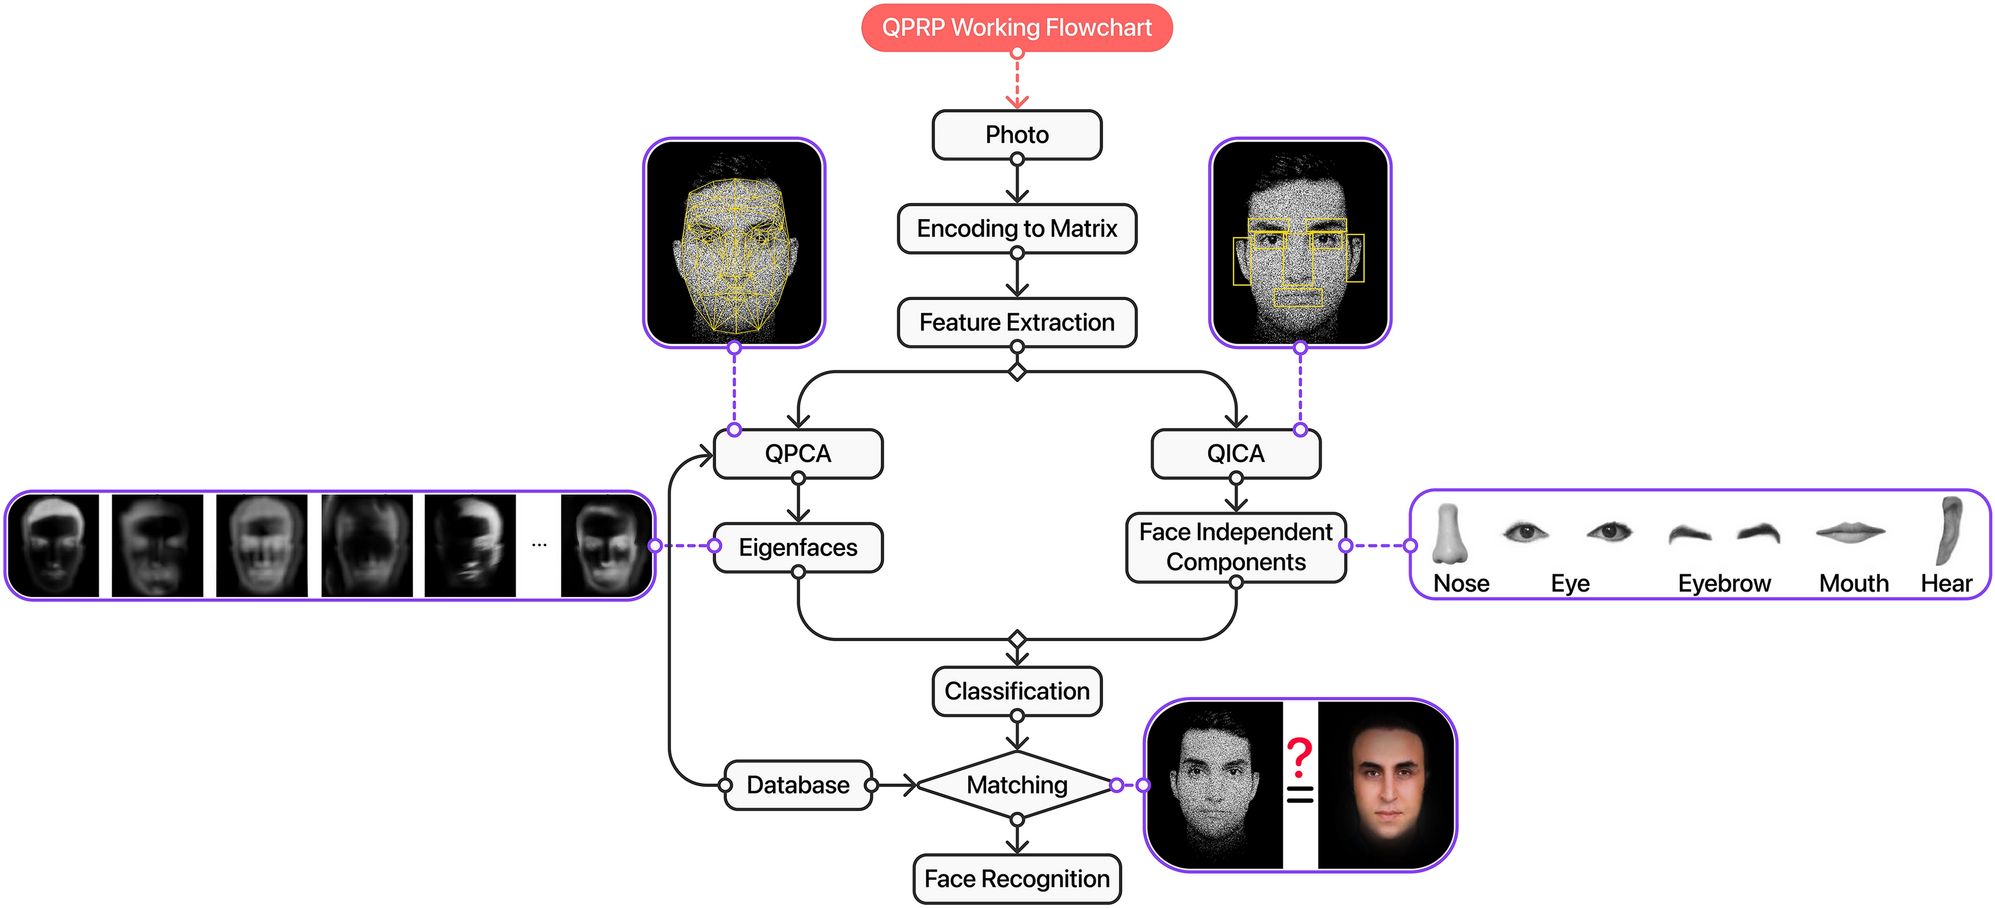 QPRP Working Flowchart
Photo
Encoding to Matrix
Feature Extraction
QPCA
QICA
Eigenfaces
...
Face Independent
Components
Nose
Eye
Eyebrow
Mouth
Hear
Classification
Database
Matching
?
=
Face Recognition